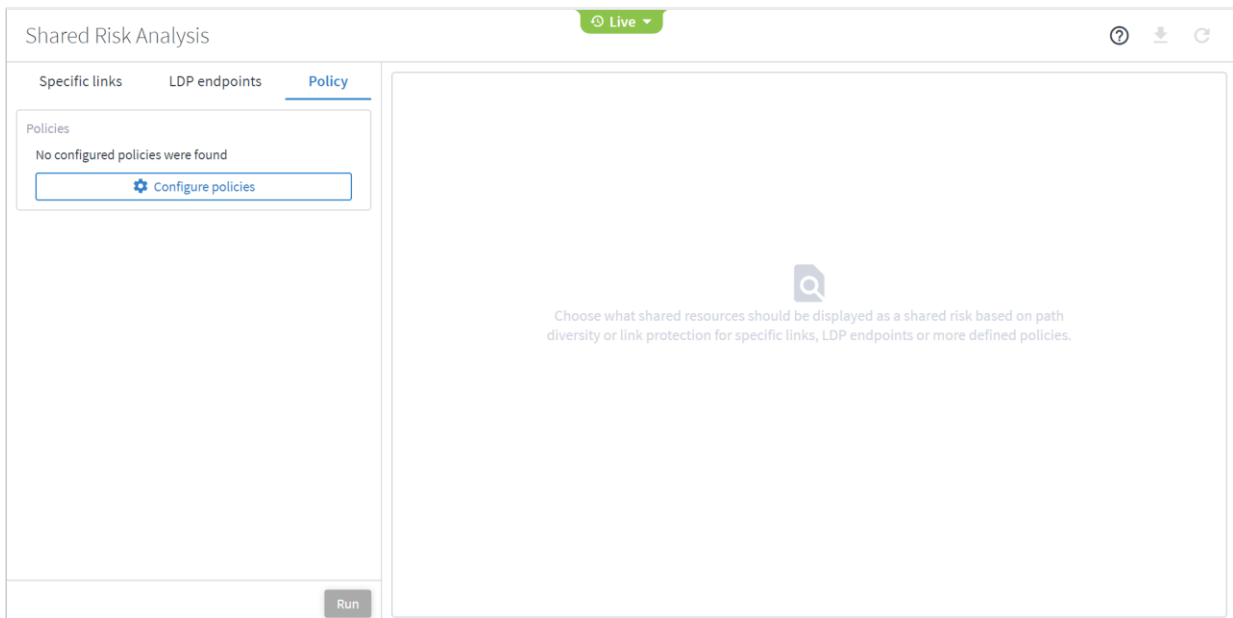 Live
Shared Risk Analysis
Specific links LDP endpoints Policy
Policies
No configured policies were found
Configure policies
Choose what shared resources should be displayed as a shared risk based on path
diversity or link protection for specific links, LDP endpoints or more defined policies.
Run